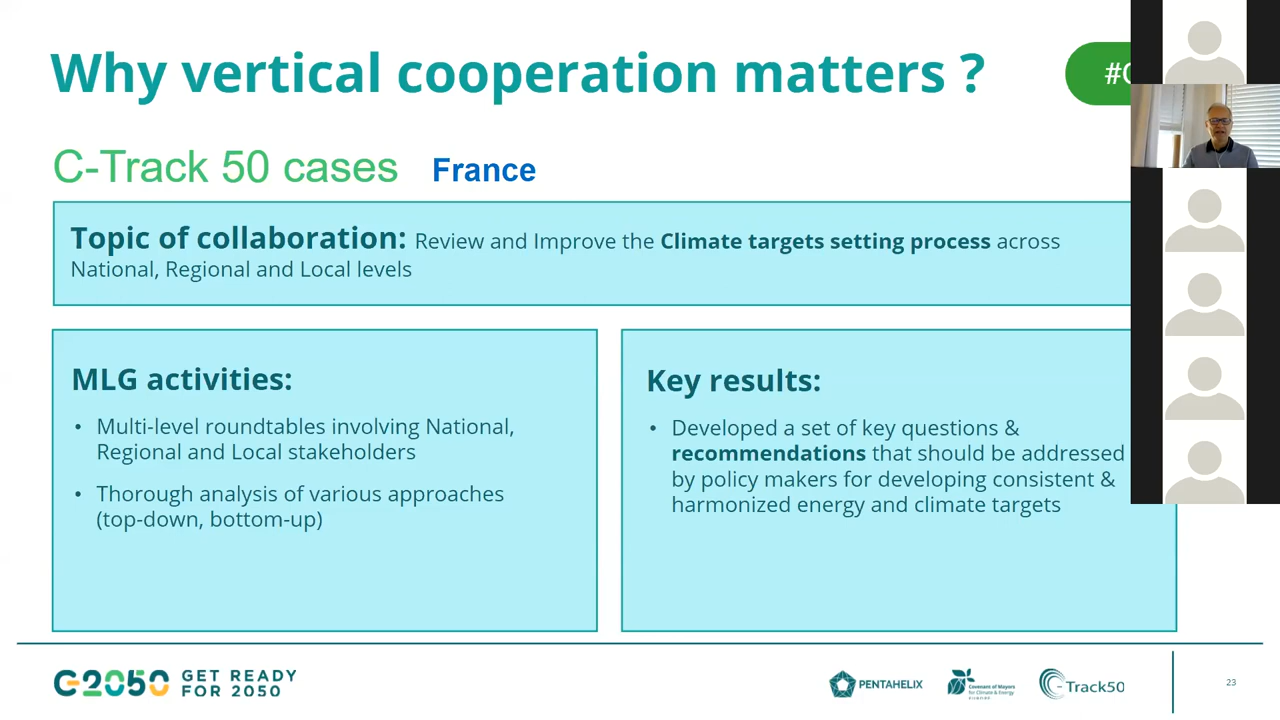 Why vertical cooperation matters ?
C-Track 50 cases France
Topic of collaboration: Review and Improve the Climate targets setting process across
National, Regional and Local levels
MLG activities:
• Multi-level roundtables involving National,
Regional and Local stakeholders
• Thorough analysis of various approaches
(top-down, bottom-up)
Key results:
• Developed a set of key questions &
recommendations that should be addressed
by policy makers for developing consistent &
harmonized energy and climate targets
C-2050 GET READY
FOR 2050
PENTAHELIX
Covenant of Mayors
for Climate & Energy
C-Track50
23